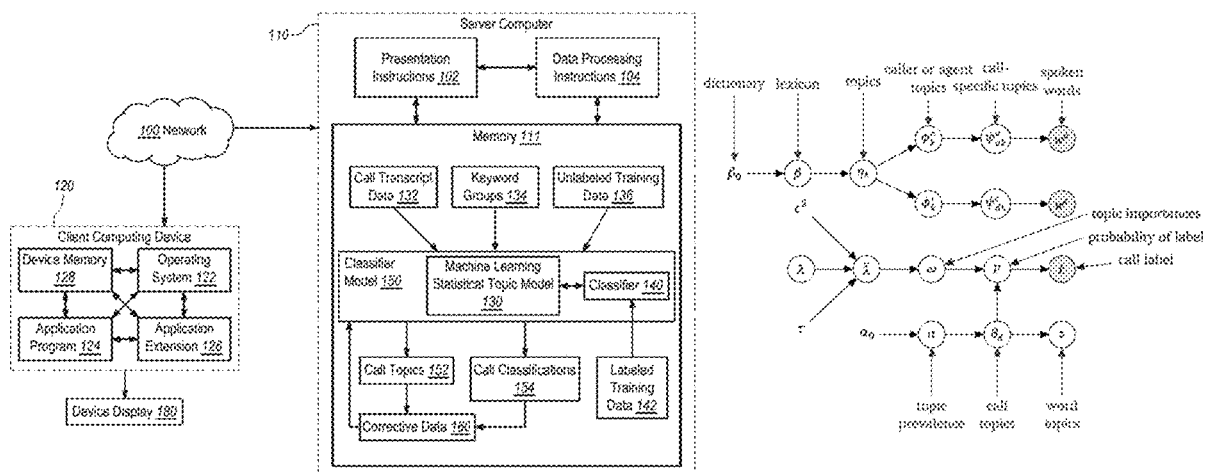 110
Server Computer
Presentation
Instructions 102
Data Processing
Instructions 104
100 Network
Memory 111
Call Transcript
Data 132
Keyword
Groups 134
Unlabeled Training
Data 136
120
Client Computing Device
Device Memory
128
Operating
System 122
Application
Program 124
Application
Extension 126
Device Display 180
Classifier
Model 150
Machine Learning
Statistical Topic Model
130
Classifier 140
Call Topics 152
Call Classifications
154
Labeled
Training
Data 142
Corrective Data 160
dictionary
lexicon
topics
caller or agent
topics
call-
specific topics
spoken
words
β₀
β
topic importances
probability of label
call label
λ
τ
α₀
α
topic
prevalence
call
topics
word
topics